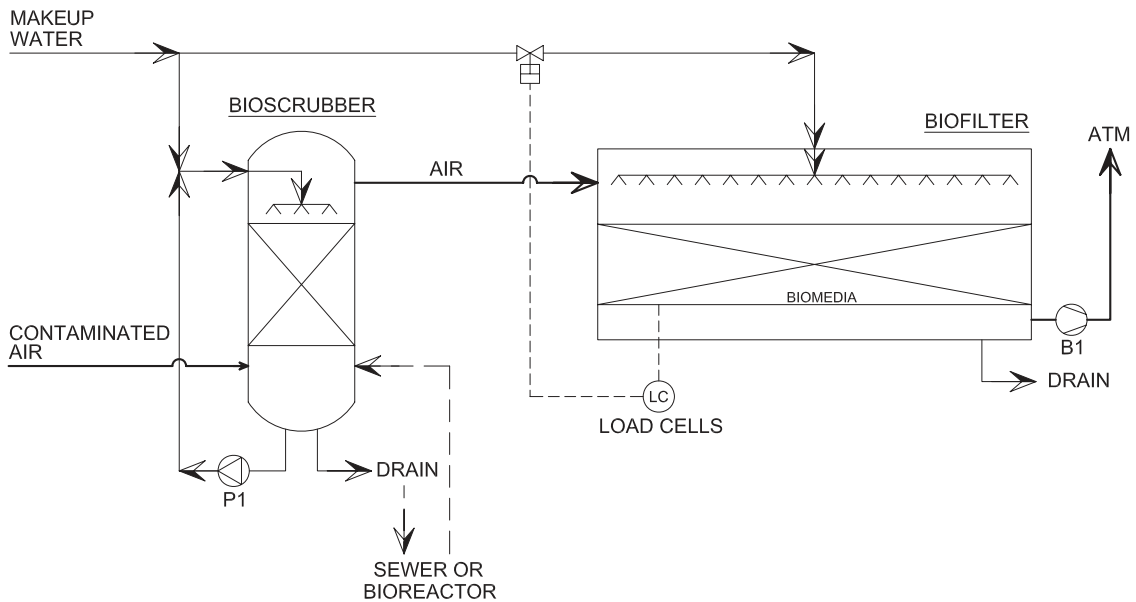 MAKEUP
WATER
BIOSCRUBBER
BIOFILTER
ATM
AIR
BIOMEDIA
CONTAMINATED
AIR
B1
DRAIN
LC
LOAD CELLS
DRAIN
P1
SEWER OR
BIOREACTOR